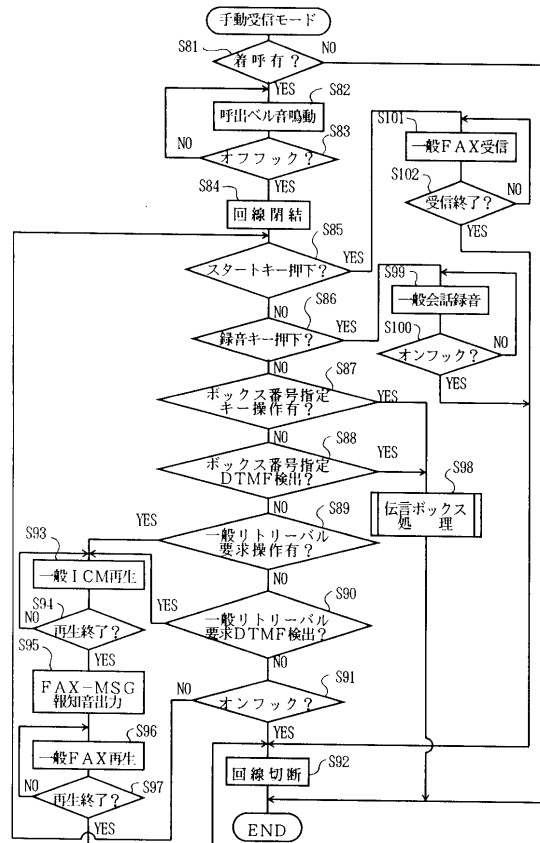 手動受信モード
S81
着呼有?
NO
YES
S82
呼出ベル音鳴動
S83
NO
オフフック?
YES
S84
回線閉結
S85
スタートキー押下?
YES
NO
S86
録音キー押下?
YES
NO
S87
ボックス番号指定
キー操作有?
YES
NO
S88
ボックス番号指定
DTMF検出?
YES
NO
S89
YES
一般リトリーバル
要求操作有?
NO
S90
YES
一般リトリーバル
要求DTMF検出?
NO
S91
NO
オンフック?
YES
S92
回線切断
END
S93
一般ICM再生
S94
NO
再生終了?
YES
S95
FAX-MSG
報知音出力
S96
一般FAX再生
S97
NO
再生終了?
YES
S98
伝言ボックス
処 理
S99
一般会話録音
S100
オンフック?
NO
YES
S101
一般FAX受信
S102
受信終了?
NO
YES